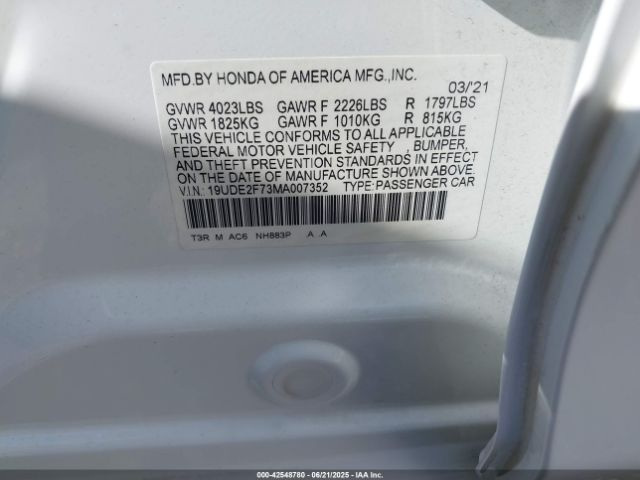 MFD.BY HONDA OF AMERICA MFG.,INC.
03/'21
GVWR 4023LBS GAWR F 2226LBS R 1797LBS
GVWR 1825KG GAWR F 1010KG R 815KG
THIS VEHICLE CONFORMS TO ALL APPLICABLE
FEDERAL MOTOR VEHICLE SAFETY , BUMPER,
AND THEFT PREVENTION STANDARDS IN EFFECT
ON THE DATE OF MANUFACTURE SHOWN ABOVE.
V.I.N.: 19UDE2F73MA007352 TYPE:PASSENGER CAR
T3R M AC6 NH883P A A
000-42548780 - 06/21/2025 - IAA Inc.